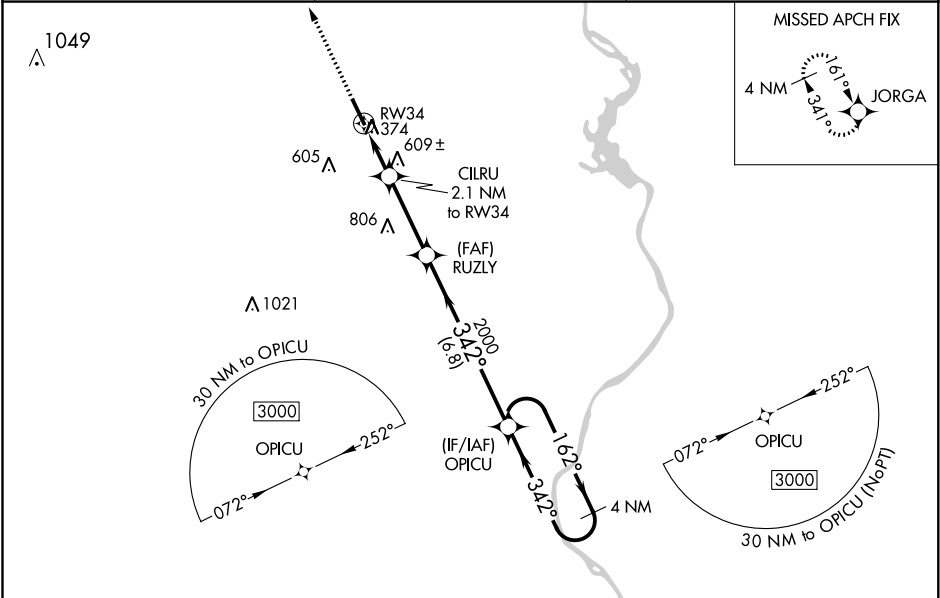 1049
MISSED APCH FIX
4 NM
161°
341°
JORGA
RW34
374
609 ±
605
CILRU
2.1 NM
to RW34
806
(FAF)
RUZLY
1021
2000
342°
(6.8)
30 NM to OPICU
3000
OPICU
252°
072°
(IF/IAF)
OPICU
162°
342°
4 NM
252°
072°
OPICU
3000
30 NM to OPICU (NoPT)